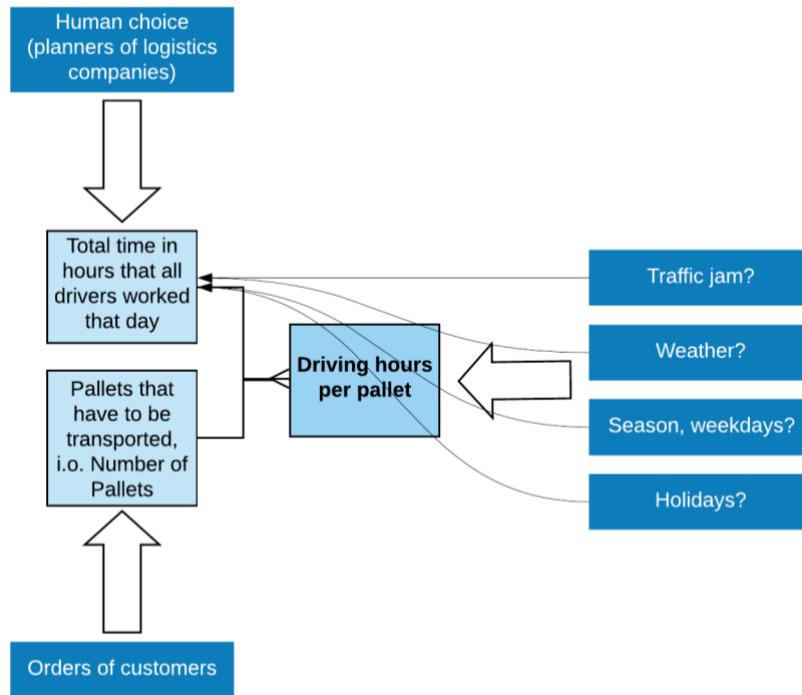 Human choice
(planners of logistics
companies)
Total time in
hours that all
drivers worked
that day
Pallets that
have to be
transported,
i.o. Number of
Pallets
Orders of customers
Driving hours
per pallet
Traffic jam?
Weather?
Season, weekdays?
Holidays?